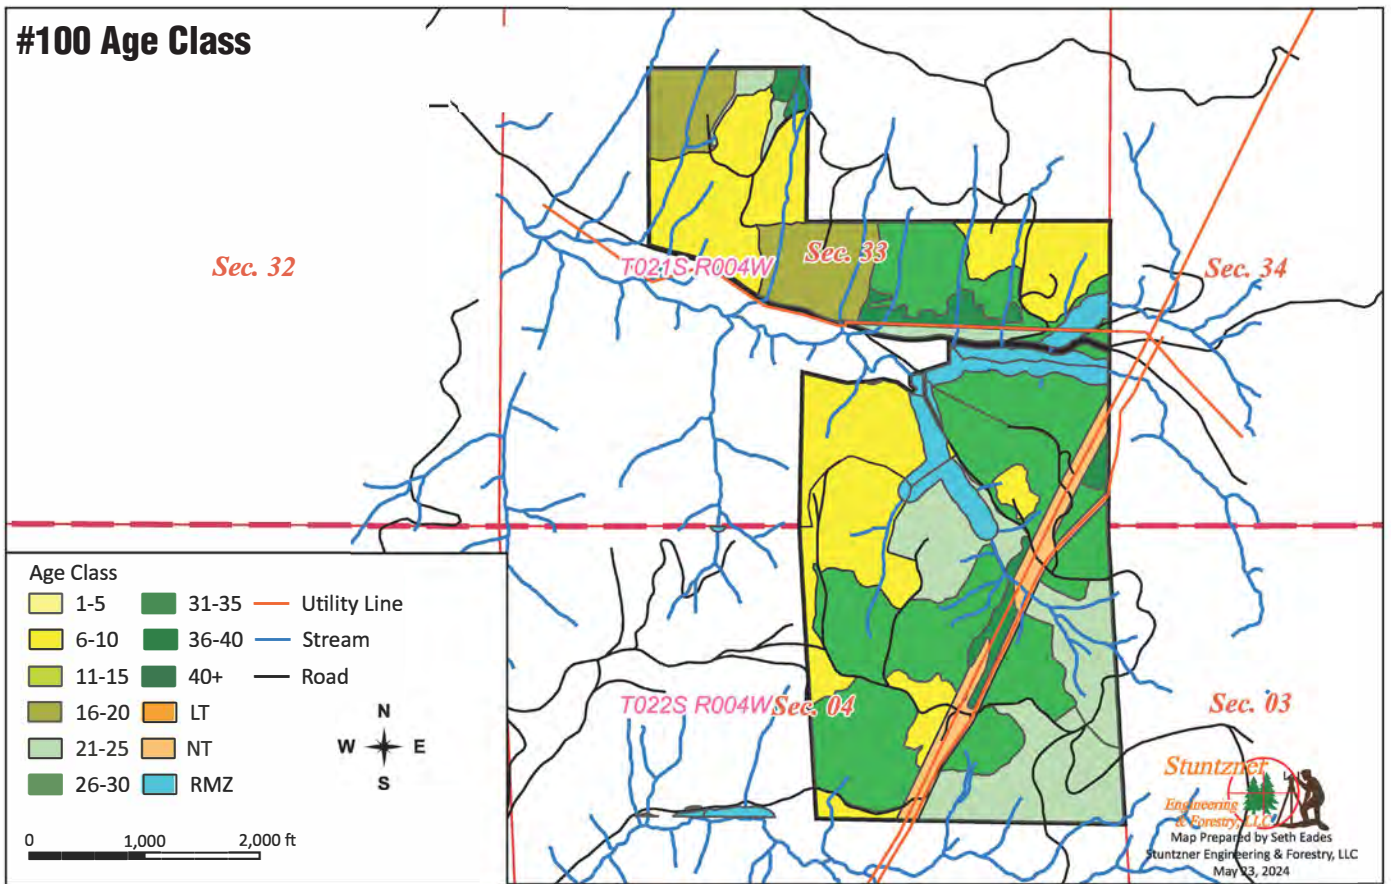 #100 Age Class
Sec. 32
T021S R004W
Sec. 33
Sec. 34
Age Class
1-5
6-10
11-15
16-20
21-25
26-30
31-35
36-40
40+
LT
NT
RMZ
Utility Line
Stream
Road
N
W E
S
0 1,000 2,000 ft
T022S R004W
Sec. 04
Sec. 03
Stuntzner
Engineering
& Forestry, LLC
Map Prepared by Seth Eades
Stuntzner Engineering & Forestry, LLC
May 23, 2024